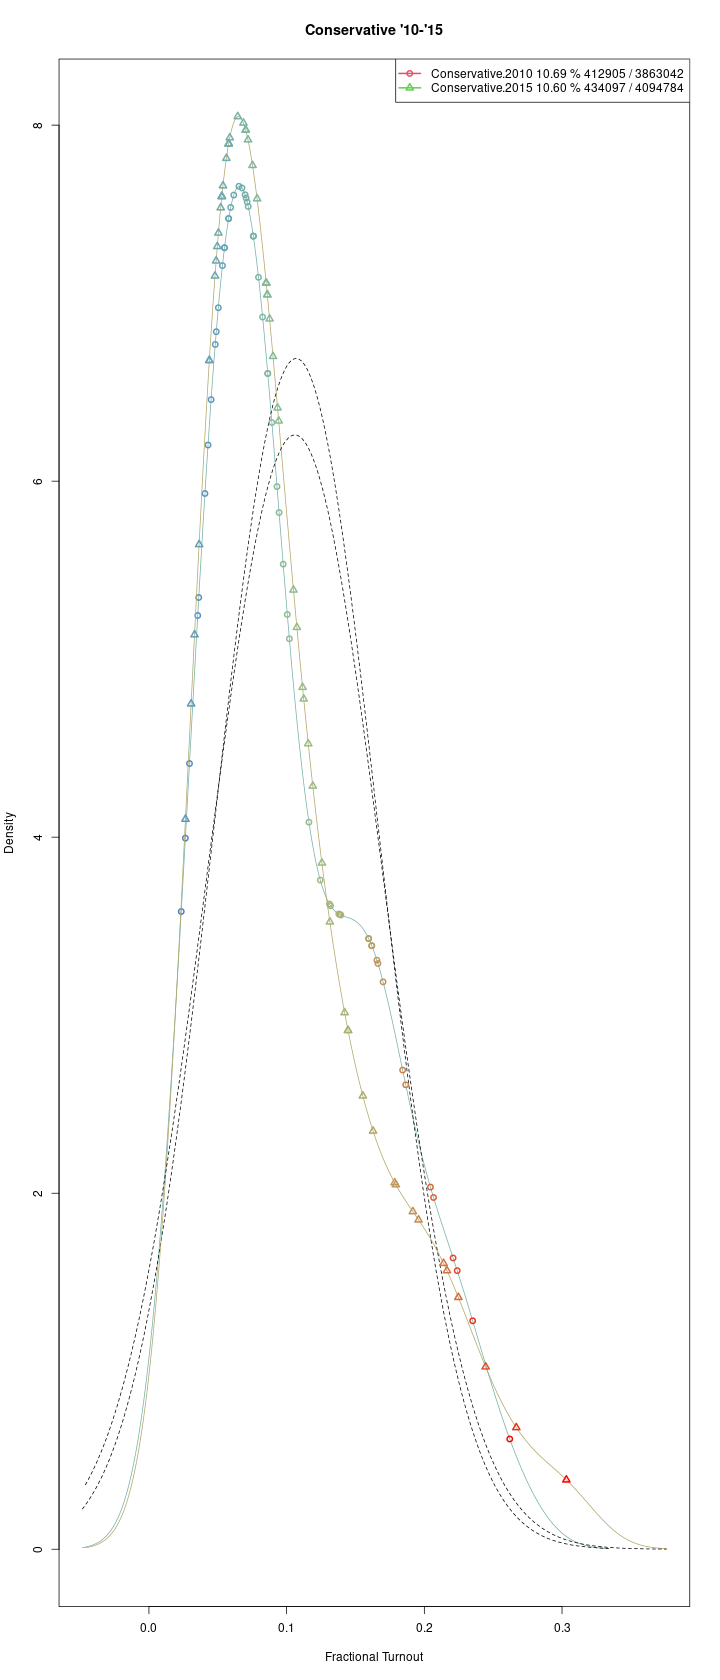 Conservative '10-'15
Conservative.2010 10.69 % 412905 / 3863042
Conservative.2015 10.60 % 434097 / 4094784
8
6
4
2
0
Density
0.0 0.1 0.2 0.3
Fractional Turnout